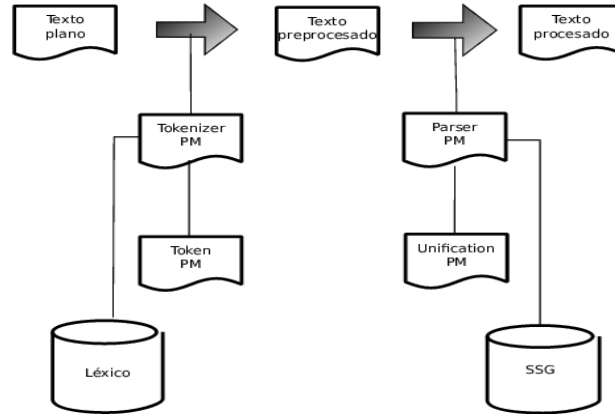 Texto
plano
Texto
preprocesado
Texto
procesado
Tokenizer
PM
Parser
PM
Token
PM
Unification
PM
Léxico
SSG